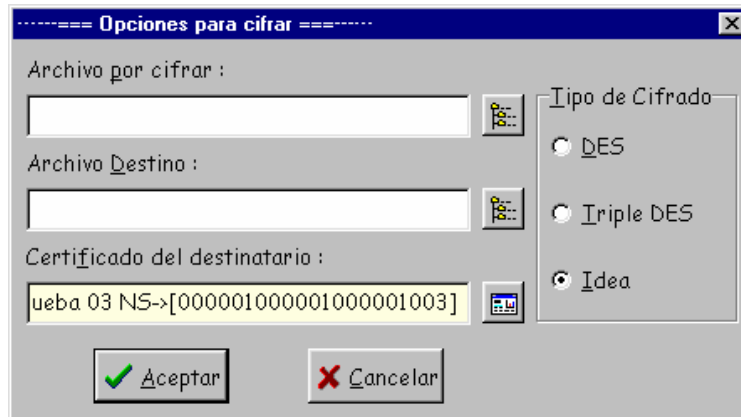 ------=== Opciones para cifrar ===------
Archivo por cifrar :
Archivo Destino :
Certificado del destinatario :
ueba 03 NS->[000001000001000001003]
Tipo de Cifrado
DES
Triple DES
Idea
Aceptar
Cancelar